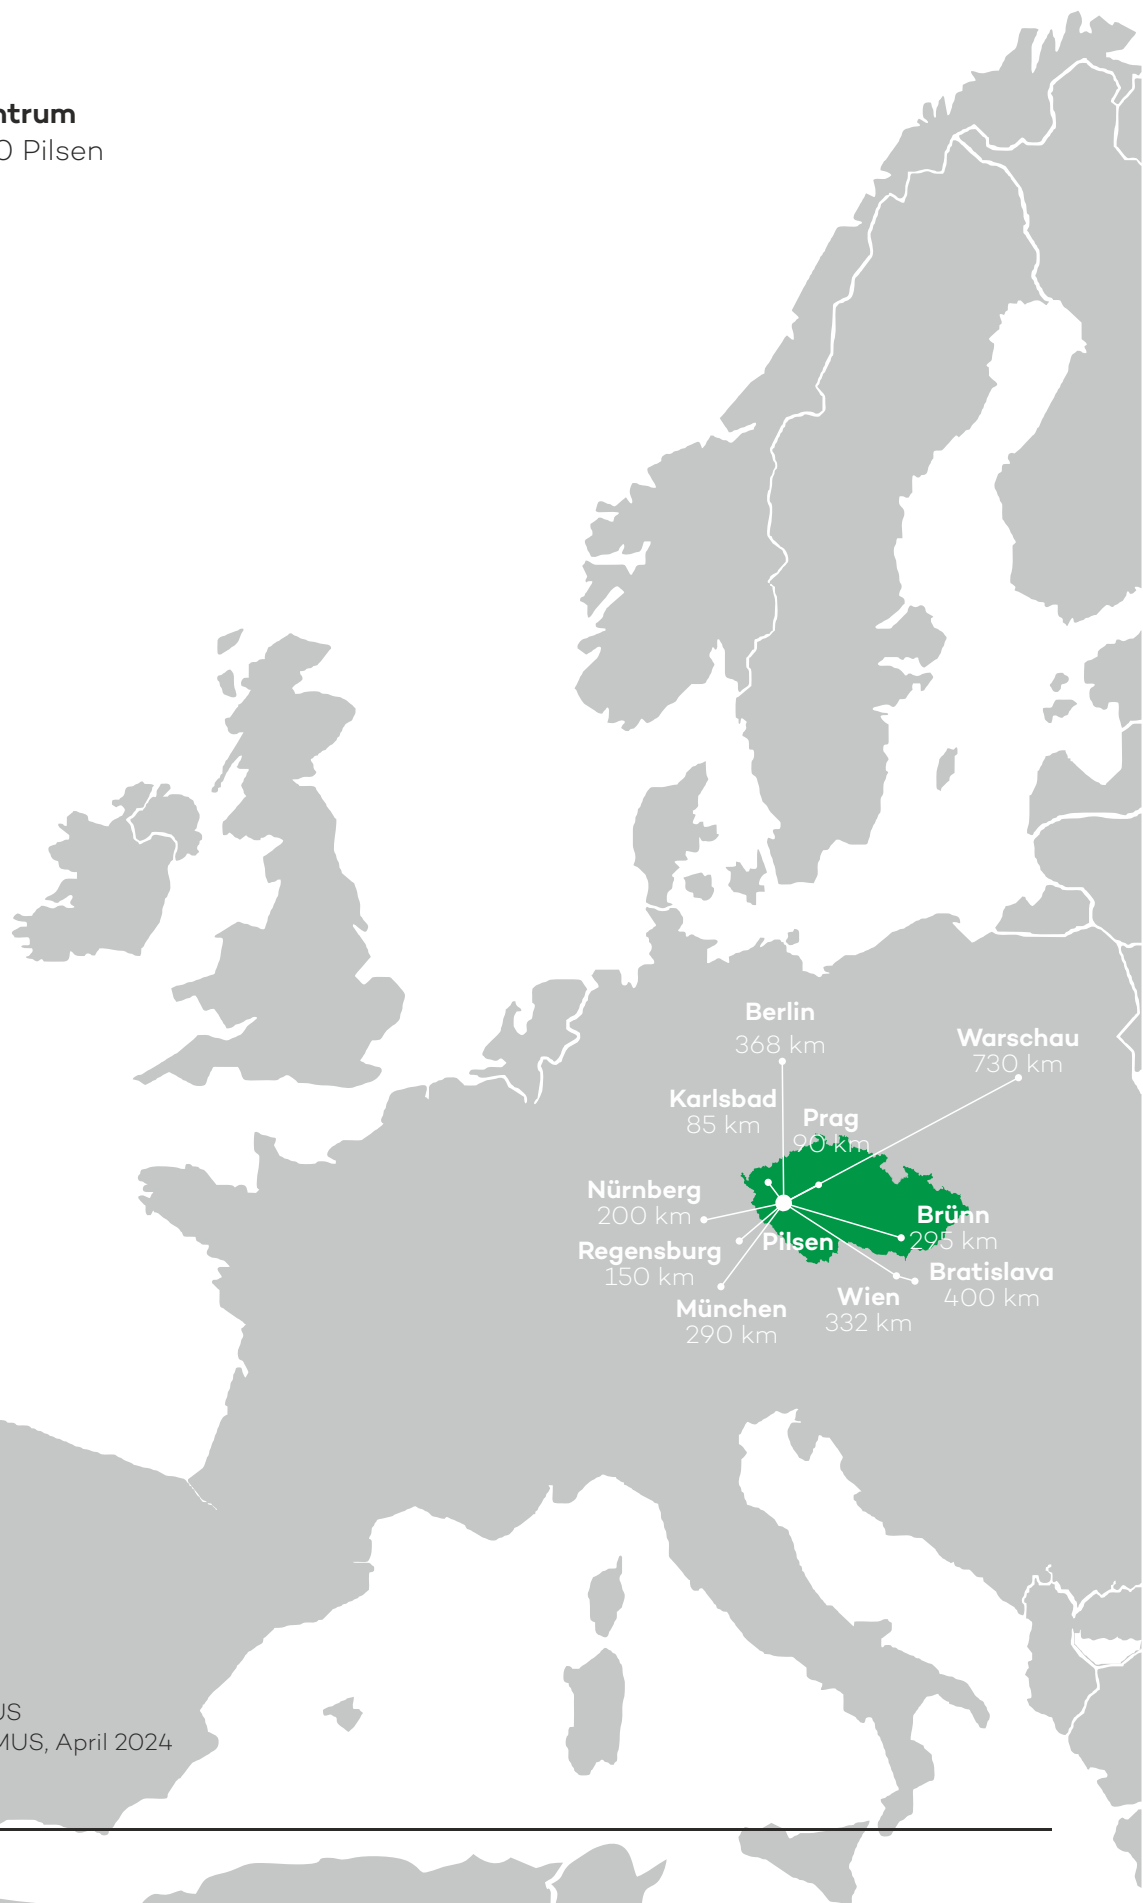 ntrum
0 Pilsen
Berlin
368 km
Warschau
730 km
Karlsbad
85 km
Prag
90 km
Nürnberg
200 km
Brünn
295 km
Pilsen
Regensburg
150 km
Bratislava
400 km
Wien
332 km
München
290 km
US
MUS, April 2024